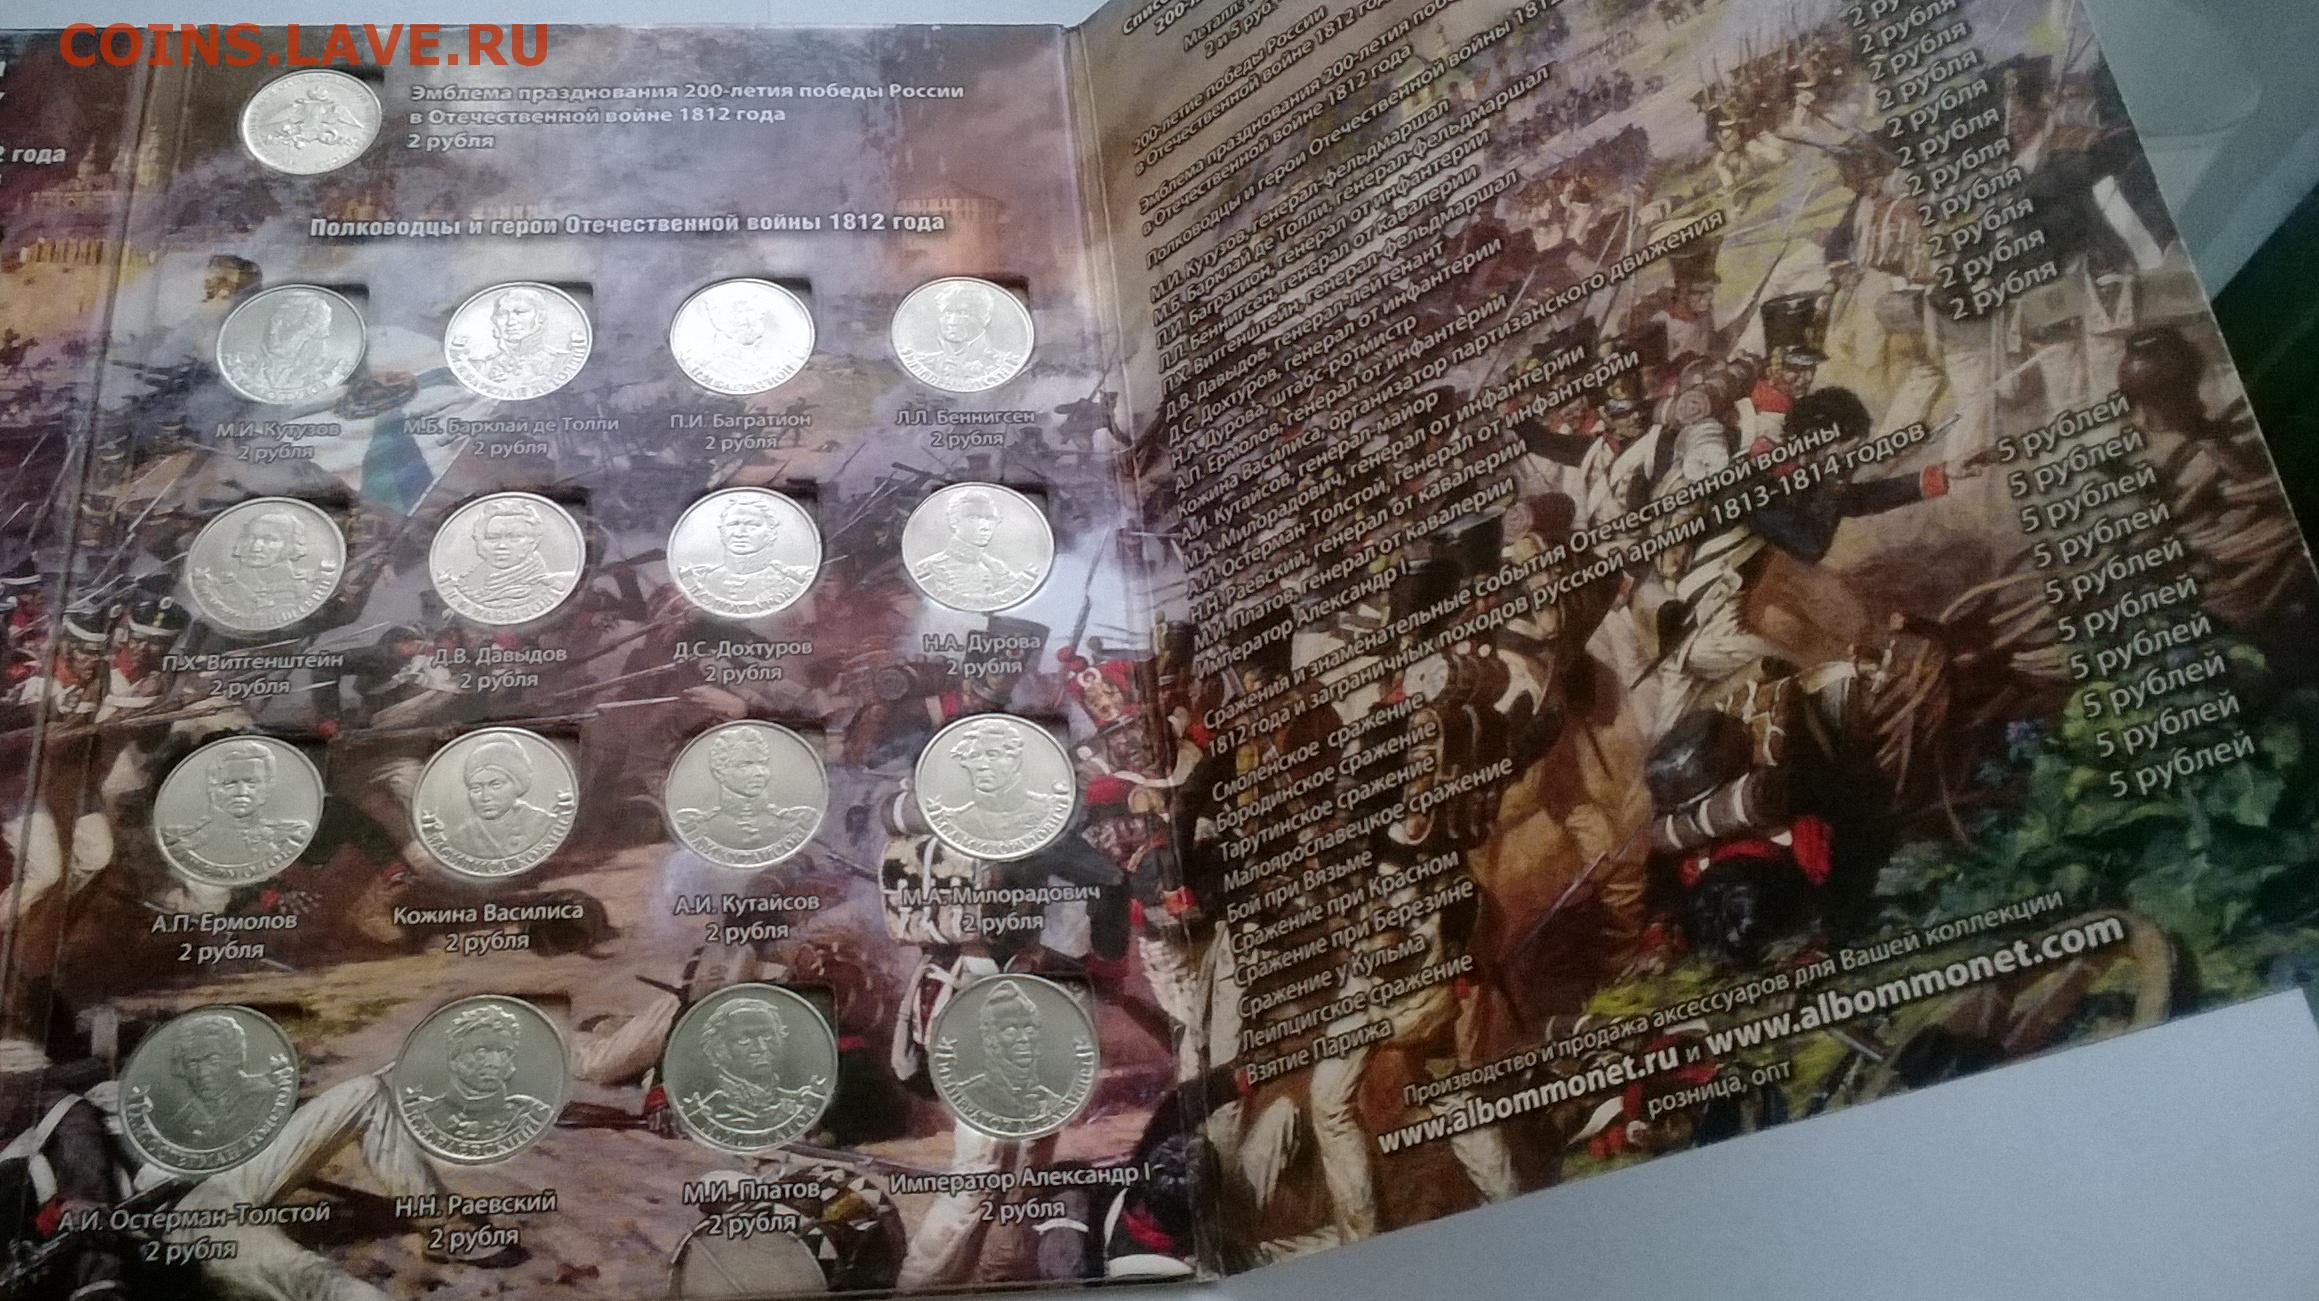 COINS.LAVE.RU
2 года
Эмблема празднования 200-летия победы России
в Отечественной войне 1812 года
2 рубля
Полководцы и герои Отечественной войны 1812 года
М.И. Кутузов
2 рубля
М.Б. Барклай де Толли
2 рубля
П.И. Багратион
2 рубля
Л.Л. Беннигсен
2 рубля
П.Х. Витгенштейн
2 рубля
Д.В. Давыдов
2 рубля
Д.С. Дохтуров
2 рубля
Н.А. Дурова
2 рубля
А.П. Ермолов
2 рубля
Кожина Василиса
2 рубля
А.И. Кутайсов
2 рубля
М.А. Милорадович
2 рубля
А.И. Остерман-Толстой
2 рубля
Н.Н. Раевский
2 рубля
М.И. Платов
2 рубля
Император Александр I
2 рубля
2 и 5 руб
200-летие победы России
в Отечественной войне 1812 года
Эмблема празднования 200-летия
в Отечественной войне 1812 года
Полководцы и герои Отечественной войны 1812
М.И. Кутузов, генерал-фельдмаршал
М.Б. Барклай де Толли, генерал-фельдмаршал
П.И. Багратион, генерал от инфантерии
Л.Л. Беннигсен, генерал от кавалерии
П.Х. Витгенштейн, генерал-фельдмаршал
Д.В. Давыдов, генерал-лейтенант
Д.С. Дохтуров, генерал от инфантерии
Н.А. Дурова, штабс-ротмистр
А.П. Ермолов, генерал от инфантерии
Кожина Василиса, организатор партизанского движения
А.И. Кутайсов, генерал-майор
М.А. Милорадович, генерал от инфантерии
А.И. Остерман-Толстой, генерал от инфантерии
Н.Н. Раевский, генерал от кавалерии
М.И. Платов, генерал от кавалерии
Император Александр I
2 рубля
2 рубля
2 рубля
2 рубля
2 рубля
2 рубля
2 рубля
2 рубля
2 рубля
2 рубля
Сражения и знаменательные события Отечественной войны
1812 года и заграничных походов русской армии 1813-1814 годов
Смоленское сражение
Бородинское сражение
Тарутинское сражение
Малоярославецкое сражение
Бой при Вязьме
Сражение при Красном
Сражение при Березине
Сражение у Кульма
Лейпцигское сражение
Взятие Парижа
5 рублей
5 рублей
5 рублей
5 рублей
5 рублей
5 рублей
5 рублей
5 рублей
5 рублей
5 рублей
Производство и продажа аксессуаров для Вашей коллекции
www.albommonet.ru и www.albommonet.com
розница, опт